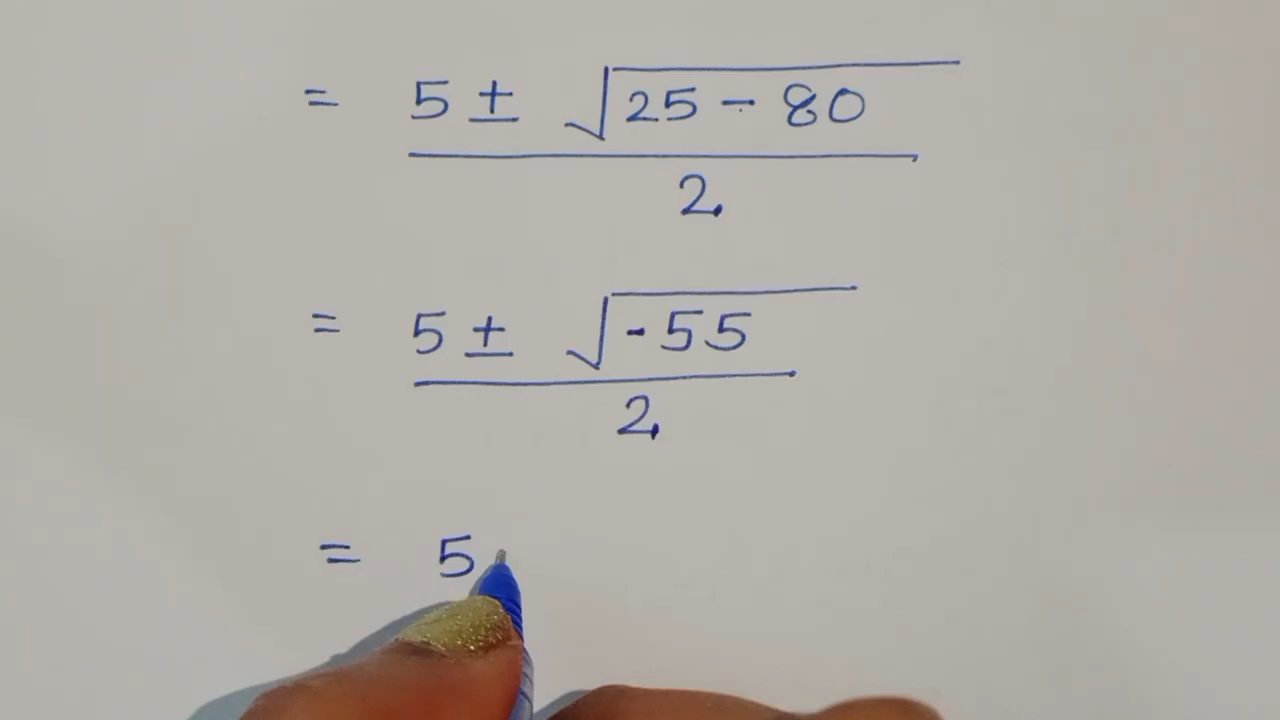 = 5 ± √25 - 80
2
= 5 ± √-55
2
= 5